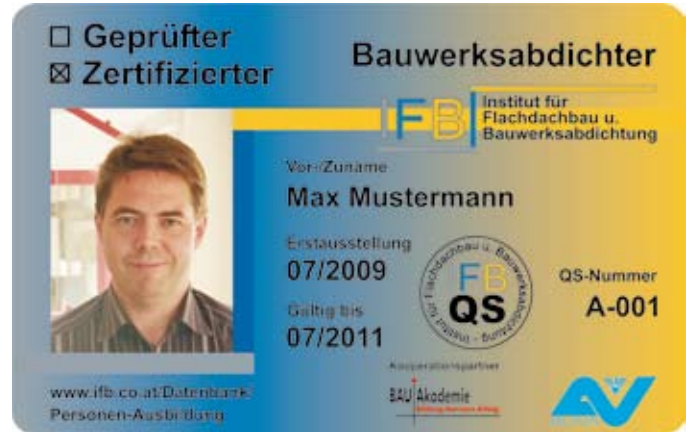 ☐ Geprüfter
☒ Zertifizierter
Bauwerksabdichter
IFB
Institut für
Flachdachbau u.
Bauwerksabdichtung
Vor-/Zuname
Max Mustermann
Erstausstellung
07/2009
Gültig bis
07/2011
Institut für Flachdachbau u. Bauwerksabdichtung
FB
QS
QS-Nummer
A-001
Kooperationspartner
BAU Akademie
www.ifb.co.at/Datenbank/
Personen-Ausbildung